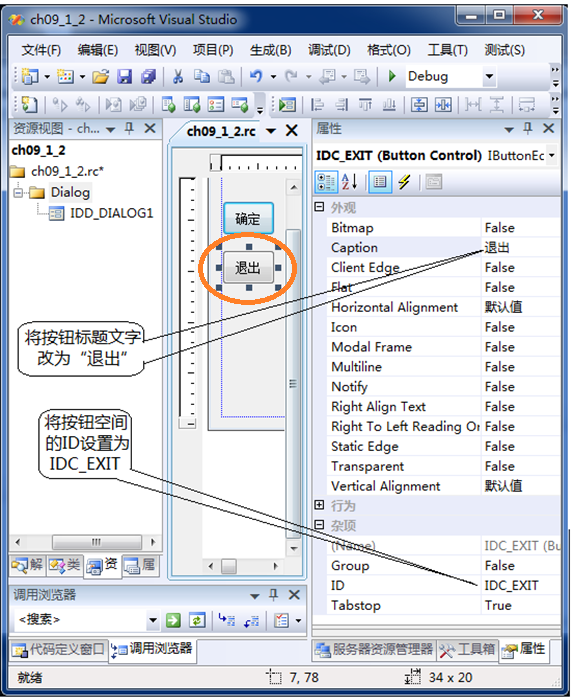 ch09_1_2 - Microsoft Visual Studio
文件(F) 编辑(E) 视图(V) 项目(P) 生成(B) 调试(D) 格式(O) 工具(T) 测试(S)
Debug
资源视图 - ch...
ch09_1_2
ch09_1_2.rc*
Dialog
IDD_DIALOG1
ch09_1_2.rc
确定
退出
将按钮标题文字
改为“退出”
将按钮空间
的ID设置为
IDC_EXIT
属性
IDC_EXIT (Button Control) IButtonEc
外观
Bitmap False
Caption 退出
Client Edge False
Flat False
Horizontal Alignment 默认值
Icon False
Modal Frame False
Multiline False
Notify False
Right Align Text False
Right To Left Reading Or False
Static Edge False
Transparent False
Vertical Alignment 默认值
行为
杂项
(Name) IDC_EXIT (Bu
Group False
ID IDC_EXIT
Tabstop True
解 类 资 属
调用浏览器
<搜索>
代码定义窗口 调用浏览器
服务器资源管理器 工具箱 属性
就绪 7, 78 34 x 20